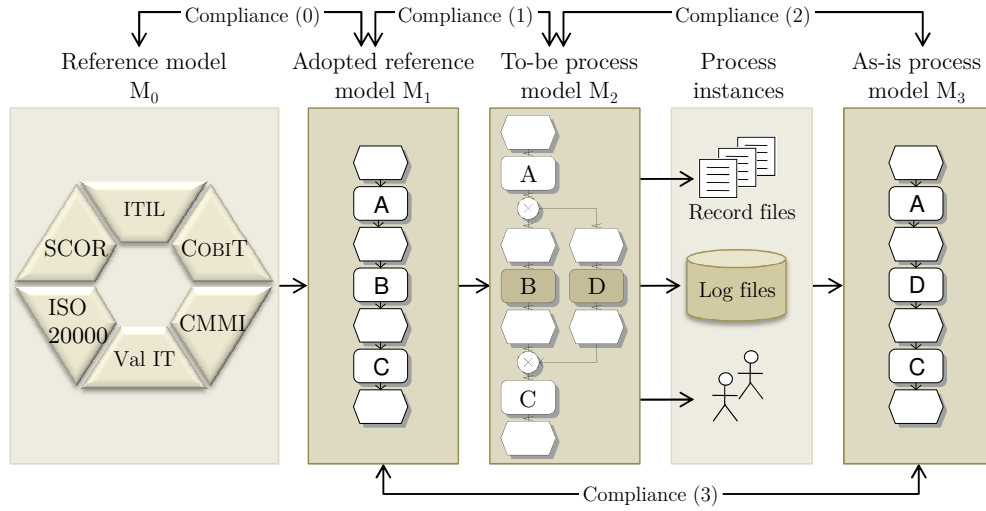 Compliance (0)
Compliance (1)
Compliance (2)
Reference model
M₀
Adopted reference
model M₁
To-be process
model M₂
Process
instances
As-is process
model M₃
ITIL
SCOR
COBIT
ISO
20000
CMMI
Val IT
A
B
C
A
B
D
C
Record files
Log files
A
D
C
Compliance (3)